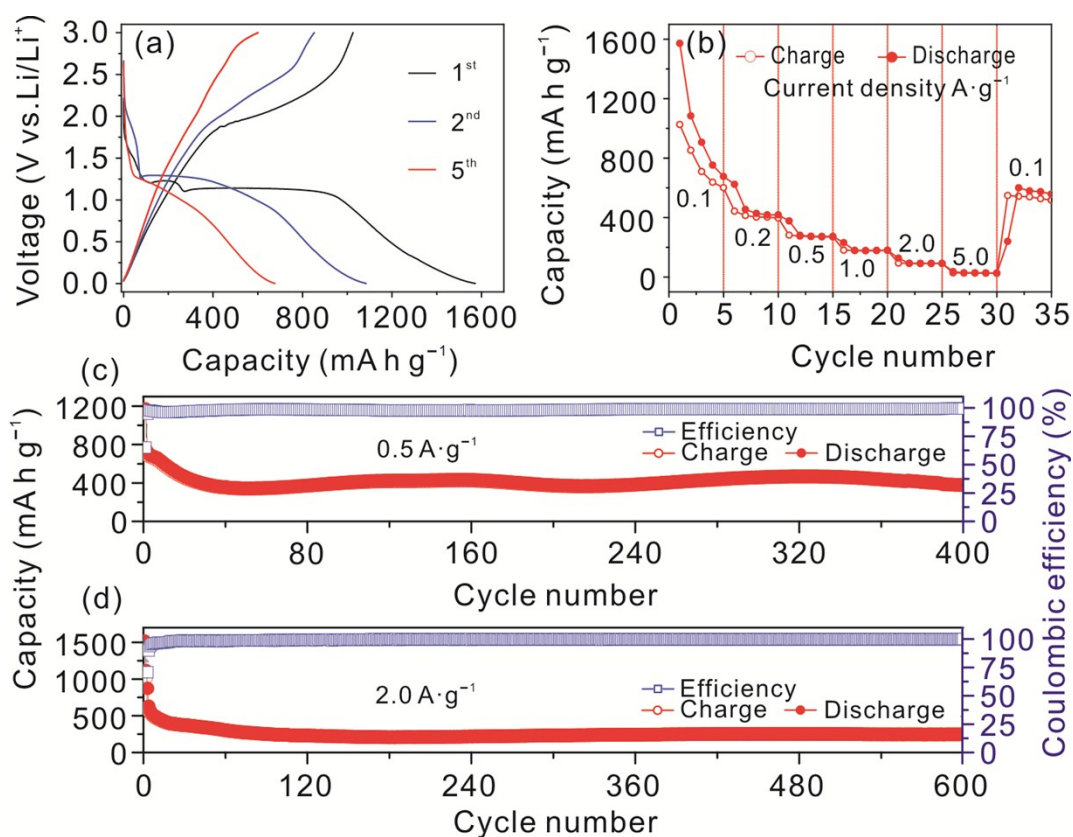 (a)
Voltage (V vs.Li/Li⁺)
3.0
2.5
2.0
1.5
1.0
0.5
0.0
1ˢᵗ
2ⁿᵈ
5ᵗʰ
0 400 800 1200 1600
Capacity (mA h g⁻¹)
(b)
Capacity (mA h g⁻¹)
1600
1200
800
400
0
Charge Discharge
Current density A·g⁻¹
0.1
0.2
0.5
1.0
2.0
5.0
0.1
0 5 10 15 20 25 30 35
Cycle number
(c)
Capacity (mA h g⁻¹)
1200
800
400
0
0.5 A·g⁻¹
Efficiency
Charge Discharge
100
75
50
25
0
Coulombic efficiency (%)
0 80 160 240 320 400
Cycle number
(d)
1500
1000
500
0
2.0 A·g⁻¹
Efficiency
Charge Discharge
100
75
50
25
0
0 120 240 360 480 600
Cycle number